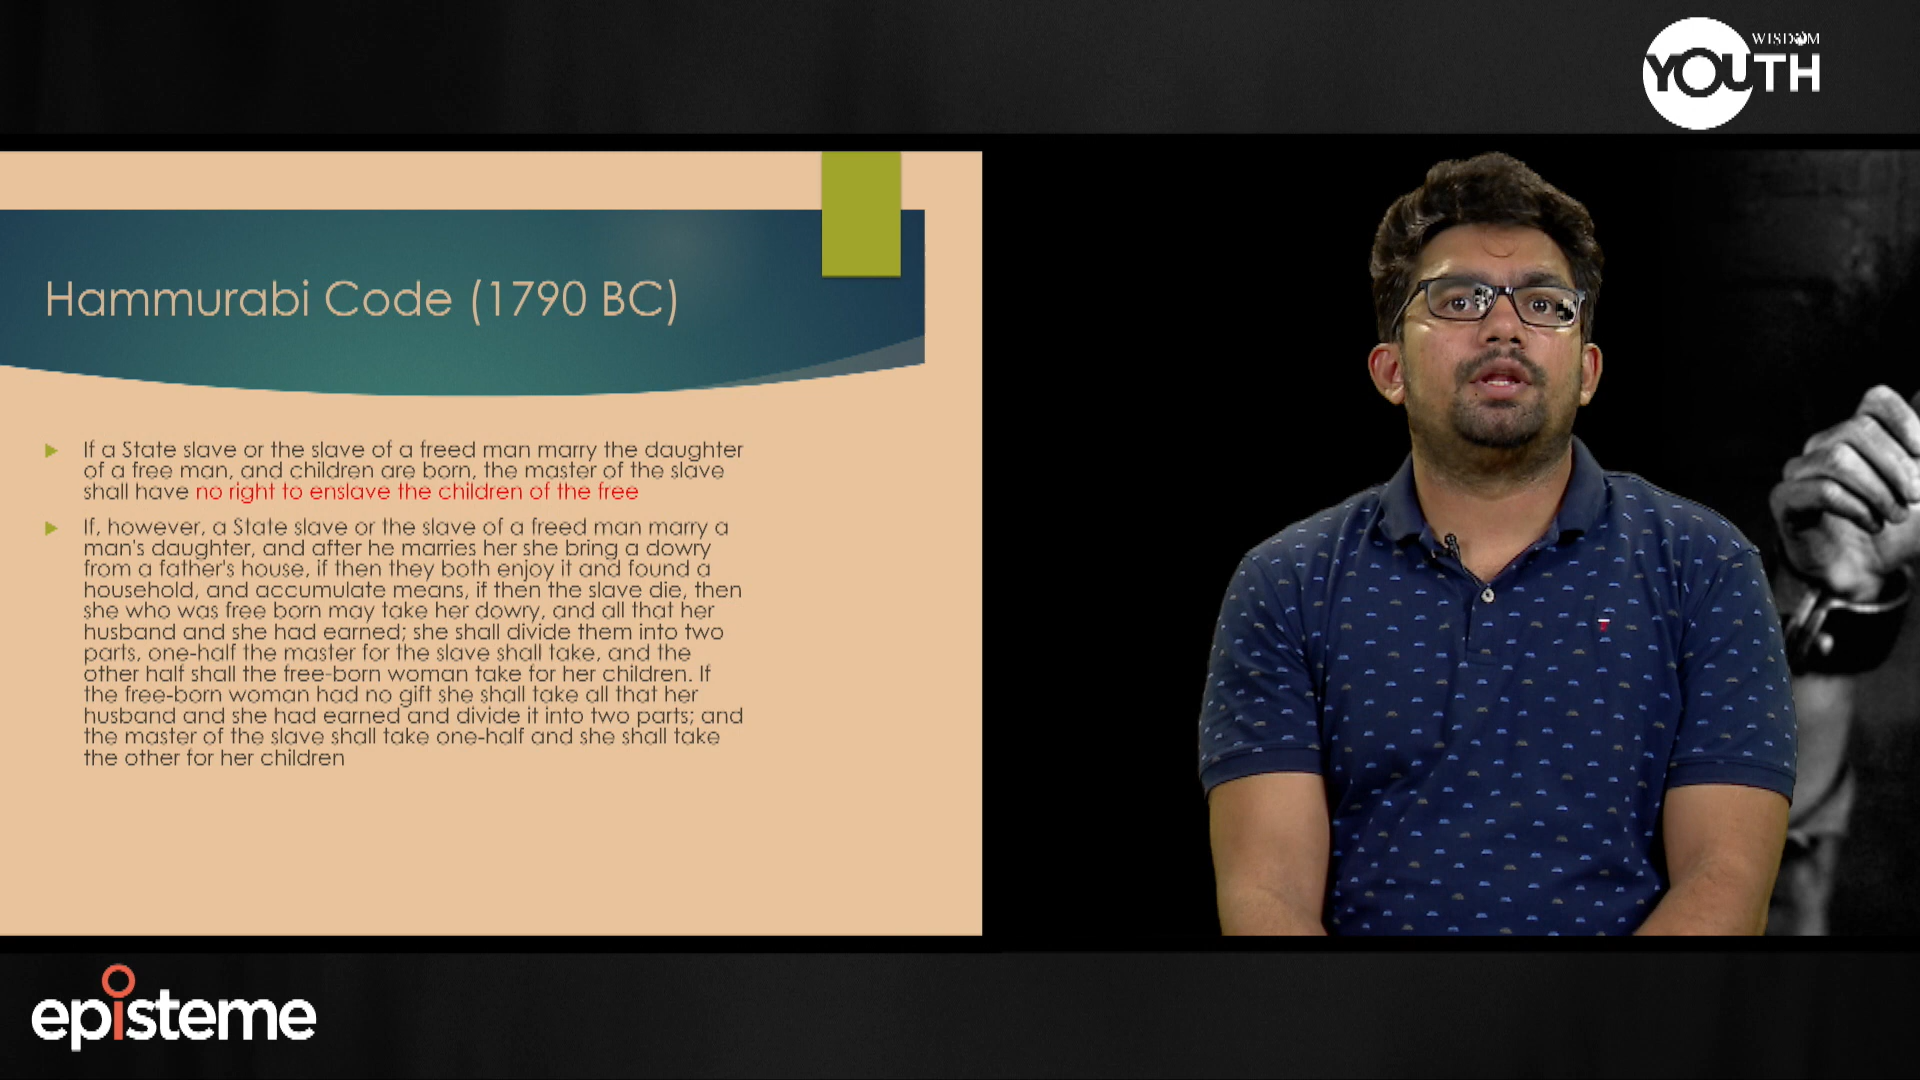 WISDOM
YOUTH
Hammurabi Code (1790 BC)
If a State slave or the slave of a freed man marry the daughter
of a free man, and children are born, the master of the slave
shall have no right to enslave the children of the free
If, however, a State slave or the slave of a freed man marry a
man's daughter, and after he marries her she bring a dowry
from a father's house, if then they both enjoy it and found a
household, and accumulate means, if then the slave die, then
she who was free born may take her dowry, and all that her
husband and she had earned; she shall divide them into two
parts, one-half the master for the slave shall take, and the
other half shall the free-born woman take for her children. If
the free-born woman had no gift she shall take all that her
husband and she had earned and divide it into two parts; and
the master of the slave shall take one-half and she shall take
the other for her children
episteme